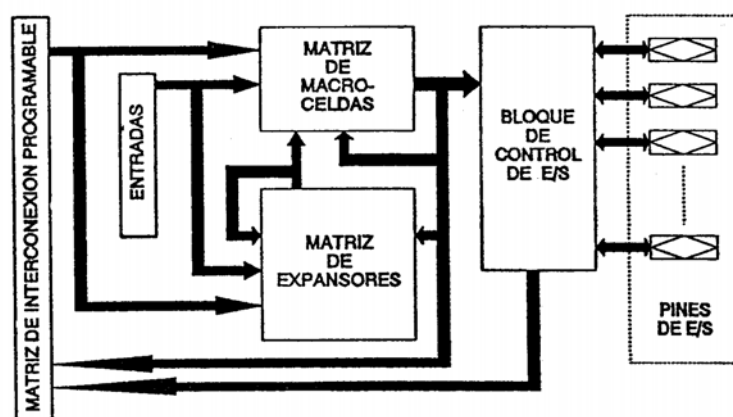 MATRIZ DE INTERCONEXION PROGRAMABLE
ENTRADAS
MATRIZ
DE
MACRO-
CELDAS
MATRIZ
DE
EXPANSORES
BLOQUE
DE
CONTROL
DE E/S
PINES
DE E/S